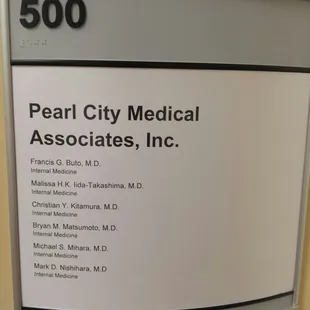 500
Pearl City Medical
Associates, Inc.
Francis G. Buto, M.D.
Internal Medicine
Malissa H.K. Iida-Takashima, M.D.
Internal Medicine
Christian Y. Kitamura, M.D.
Internal Medicine
Bryan M. Matsumoto, M.D.
Internal Medicine
Michael S. Mihara, M.D.
Internal Medicine
Mark D. Nishihara, M.D
Internal Medicine